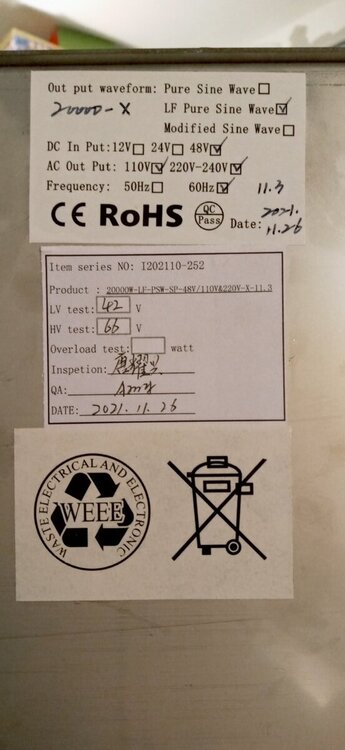 Out put waveform: Pure Sine Wave☐
20000-X LF Pure Sine Wave☑
Modified Sine Wave☐
DC In Put: 12V☐ 24V☐ 48V☑
AC Out Put: 110V☑ 220V-240V☑
Frequency: 50Hz☐ 60Hz☑ 11.3
CE RoHS QC Pass Date: 2021.11.26
Item series NO: I202110-252
Product : 20000W-LF-PSW-SP-48V/110V&220V-X-11.3
LV test: 42 V
HV test: 66 V
Overload test: watt
Inspetion:
QA: Amy
DATE: 2021.11.26
WASTE ELECTRICAL AND ELECTRONIC
WEEE